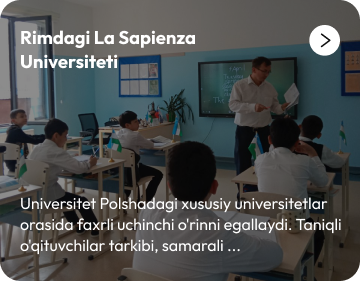 Rimdagi La Sapienza
Universiteti
Universitet Polshadagi xususiy universitetlar
orasida faxrli uchinchi o'rinni egallaydi. Taniqli
o'qituvchilar tarkibi, samarali ...